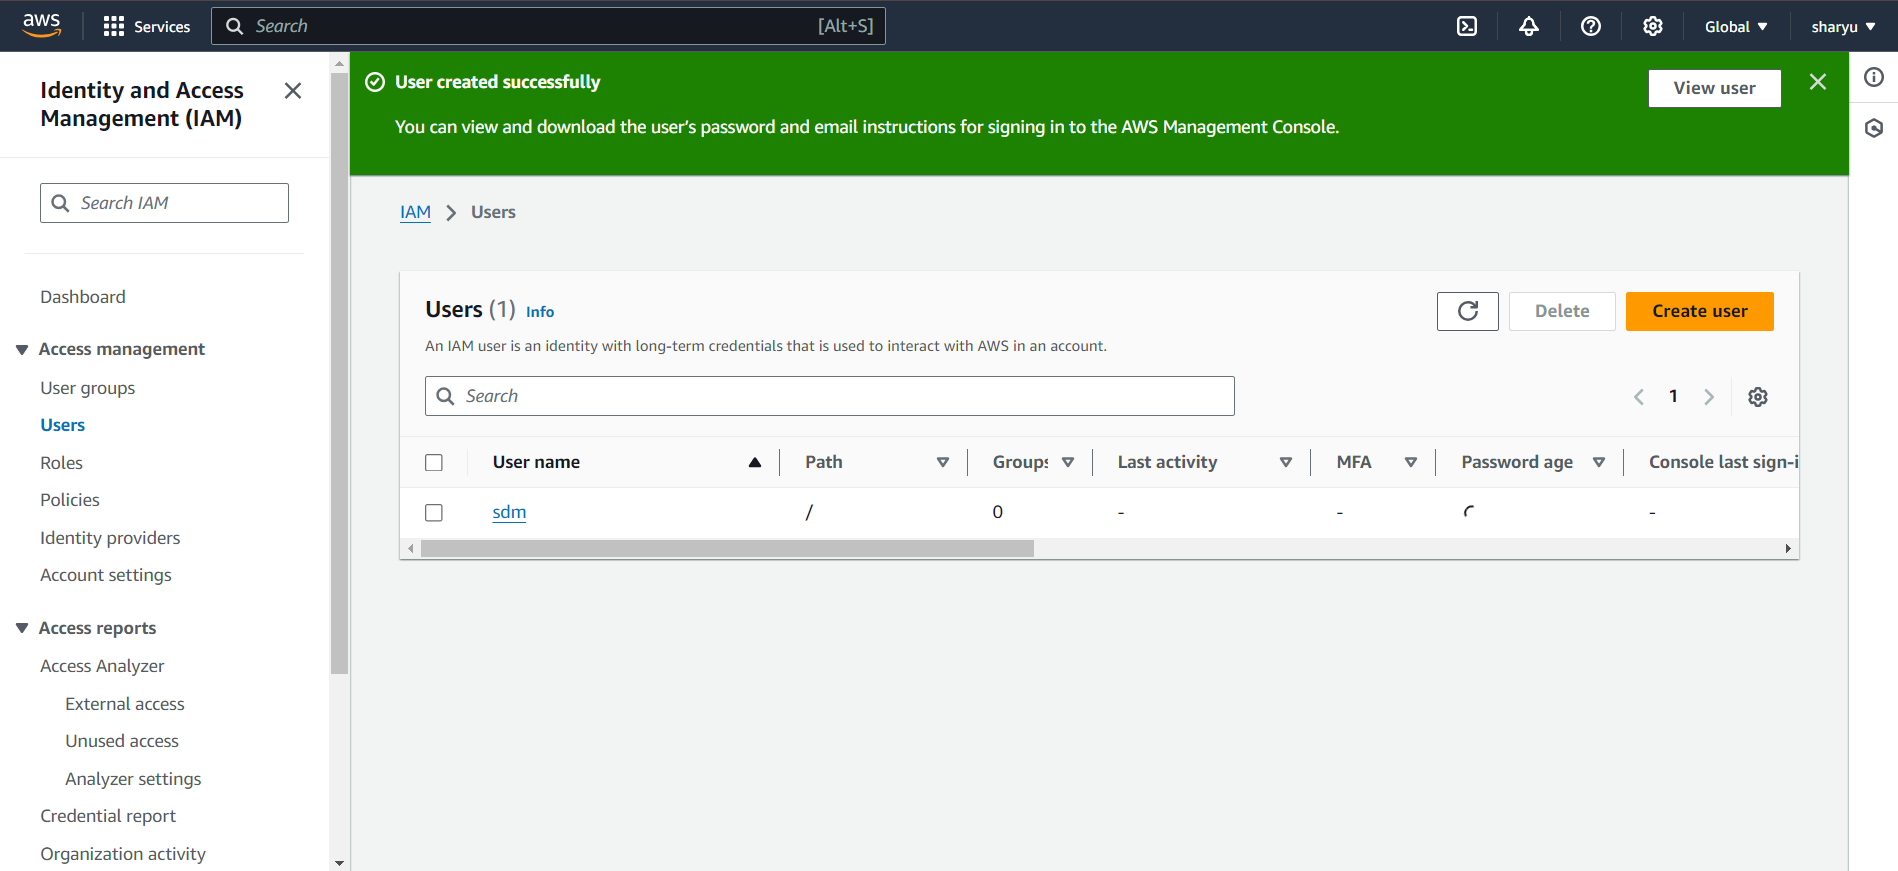 aws
Services
Search
[Alt+S]
Global
sharyu
Identity and Access
Management (IAM)
Search IAM
Dashboard
Access management
User groups
Users
Roles
Policies
Identity providers
Account settings
Access reports
Access Analyzer
External access
Unused access
Analyzer settings
Credential report
Organization activity
User created successfully
You can view and download the user's password and email instructions for signing in to the AWS Management Console.
View user
IAM > Users
Users (1) Info
Delete
Create user
An IAM user is an identity with long-term credentials that is used to interact with AWS in an account.
Search
1
User name Path Groups Last activity MFA Password age Console last sign-i
sdm / 0 - - -